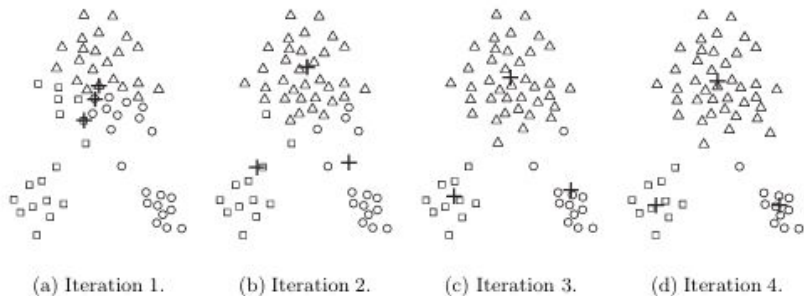 (a) Iteration 1.
(b) Iteration 2.
(c) Iteration 3.
(d) Iteration 4.